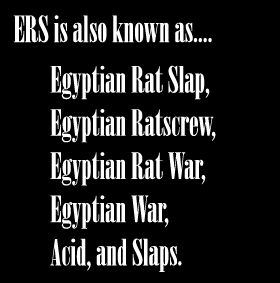 ERS is also known as....
Egyptian Rat Slap,
Egyptian Ratscrew,
Egyptian Rat War,
Egyptian War,
Acid, and Slaps.